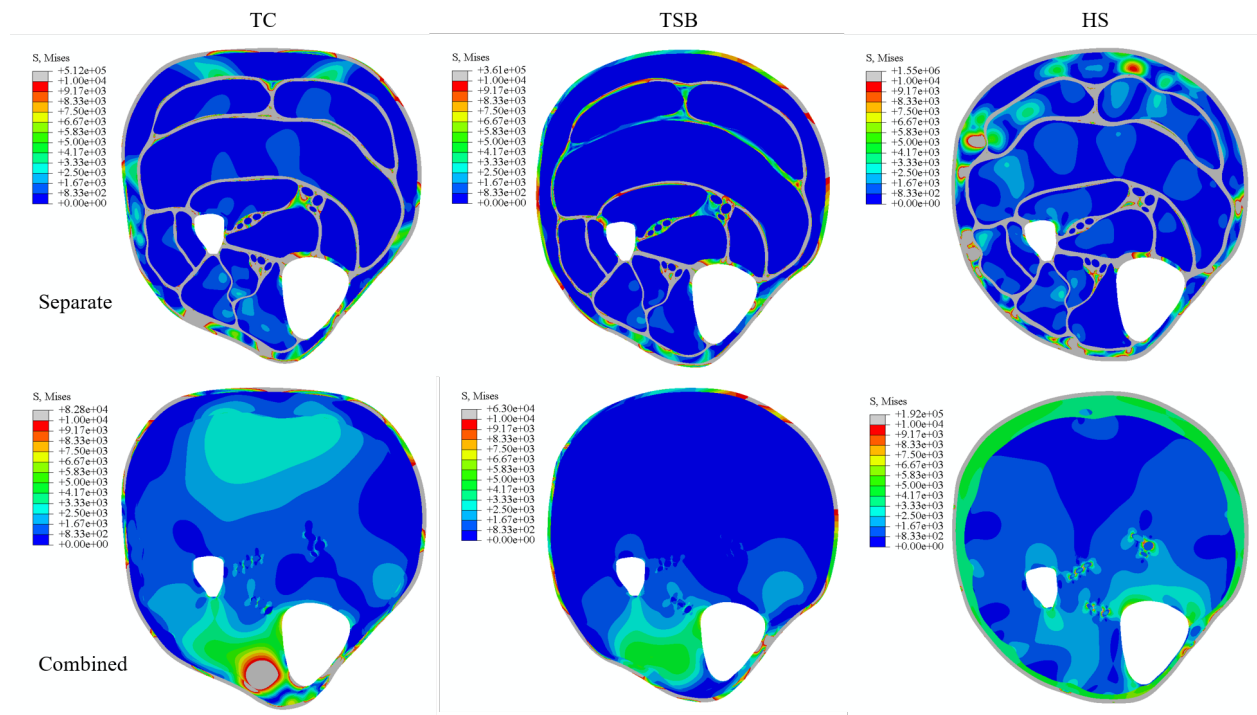 TC
TSB
HS
S, Mises
+5.12e+05
+1.00e+04
+9.17e+03
+8.33e+03
+7.50e+03
+6.67e+03
+5.83e+03
+5.00e+03
+4.17e+03
+3.33e+03
+2.50e+03
+1.67e+03
+8.33e+02
+0.00e+00
S, Mises
+3.61e+05
+1.00e+04
+9.17e+03
+8.33e+03
+7.50e+03
+6.67e+03
+5.83e+03
+5.00e+03
+4.17e+03
+3.33e+03
+2.50e+03
+1.67e+03
+8.33e+02
+0.00e+00
S, Mises
+1.55e+06
+1.00e+04
+9.17e+03
+8.33e+03
+7.50e+03
+6.67e+03
+5.83e+03
+5.00e+03
+4.17e+03
+3.33e+03
+2.50e+03
+1.67e+03
+8.33e+02
+0.00e+00
Separate
S, Mises
+8.28e+04
+1.00e+04
+9.17e+03
+8.33e+03
+7.50e+03
+6.67e+03
+5.83e+03
+5.00e+03
+4.17e+03
+3.33e+03
+2.50e+03
+1.67e+03
+8.33e+02
+0.00e+00
S, Mises
+6.30e+04
+1.00e+04
+9.17e+03
+8.33e+03
+7.50e+03
+6.67e+03
+5.83e+03
+5.00e+03
+4.17e+03
+3.33e+03
+2.50e+03
+1.67e+03
+8.33e+02
+0.00e+00
S, Mises
+1.92e+05
+1.00e+04
+9.17e+03
+8.33e+03
+7.50e+03
+6.67e+03
+5.83e+03
+5.00e+03
+4.17e+03
+3.33e+03
+2.50e+03
+1.67e+03
+8.33e+02
+0.00e+00
Combined